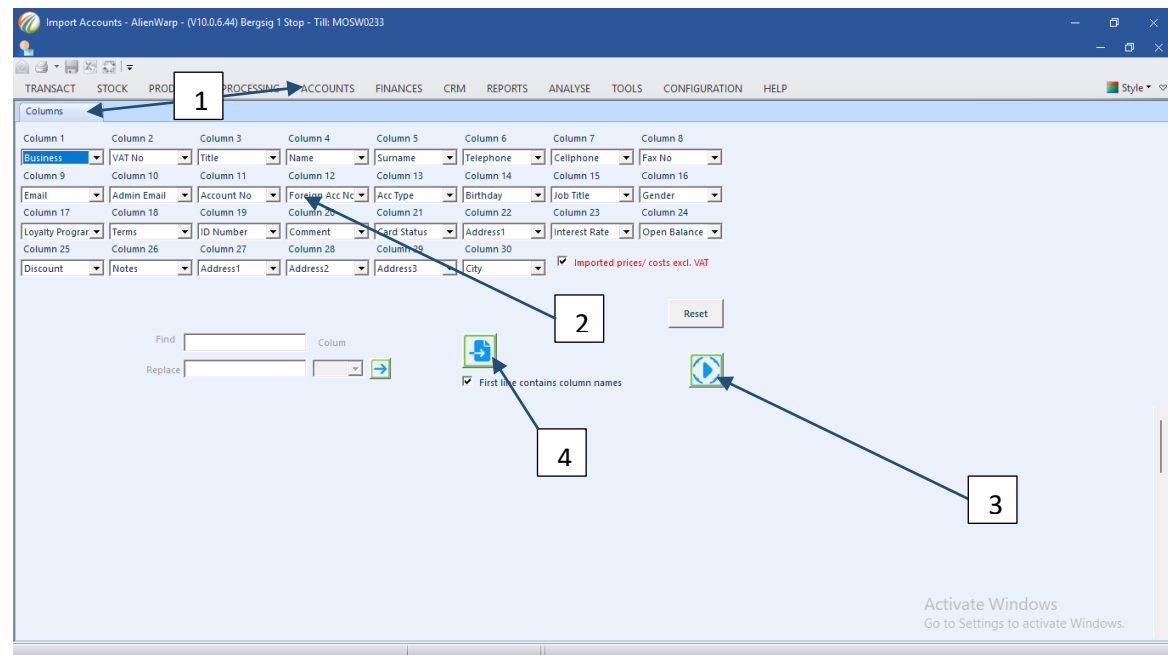 Import Accounts - AlienWarp - (V10.0.6.44) Bergsig 1 Stop - Till: MOSW0233
TRANSACT STOCK PROD PROCESSING ACCOUNTS FINANCES CRM REPORTS ANALYSE TOOLS CONFIGURATION HELP Style
1
Columns
Column 1 Column 2 Column 3 Column 4 Column 5 Column 6 Column 7 Column 8
Business VAT No Title Name Surname Telephone Cellphone Fax No
Column 9 Column 10 Column 11 Column 12 Column 13 Column 14 Column 15 Column 16
Email Admin Email Account No Foreign Acc Nc Acc Type Birthday Job Title Gender
Column 17 Column 18 Column 19 Column 20 Column 21 Column 22 Column 23 Column 24
Loyalty Prograr Terms ID Number Comment Card Status Address1 Interest Rate Open Balance
Column 25 Column 26 Column 27 Column 28 Column 29 Column 30
Discount Notes Address1 Address2 Address3 City Imported prices/ costs excl. VAT
2
Reset
Find Colum
Replace
First line contains column names
4
3
Activate Windows
Go to Settings to activate Windows.